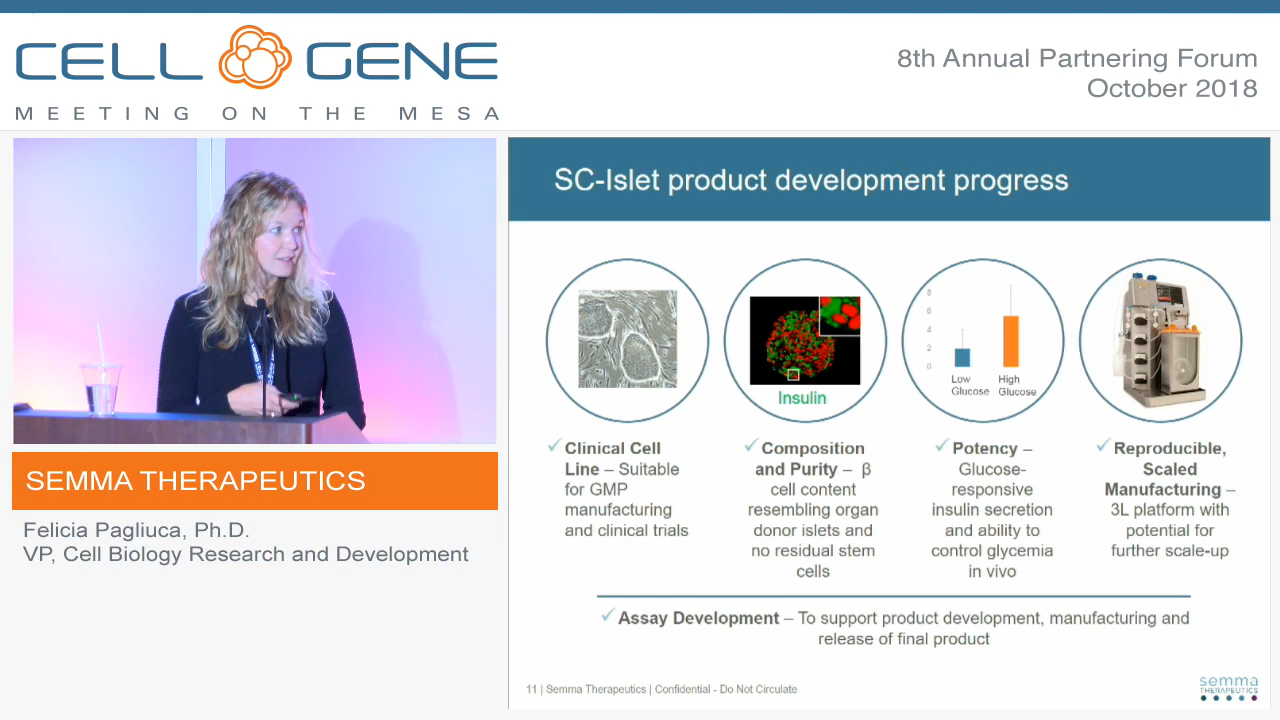 CELL GENE
MEETING ON THE MESA
8th Annual Partnering Forum
October 2018
SEMMA THERAPEUTICS
Felicia Pagliuca, Ph.D.
VP, Cell Biology Research and Development
SC-Islet product development progress
Insulin
8
6
4
2
0
Low
Glucose
High
Glucose
✓ Clinical Cell
Line – Suitable
for GMP
manufacturing
and clinical trials
✓ Composition
and Purity – β
cell content
resembling organ
donor islets and
no residual stem
cells
✓ Potency –
Glucose-
responsive
insulin secretion
and ability to
control glycemia
in vivo
✓ Reproducible,
Scaled
Manufacturing –
3L platform with
potential for
further scale-up
✓ Assay Development – To support product development, manufacturing and
release of final product
11 | Semma Therapeutics | Confidential - Do Not Circulate
semma
THERAPEUTICS